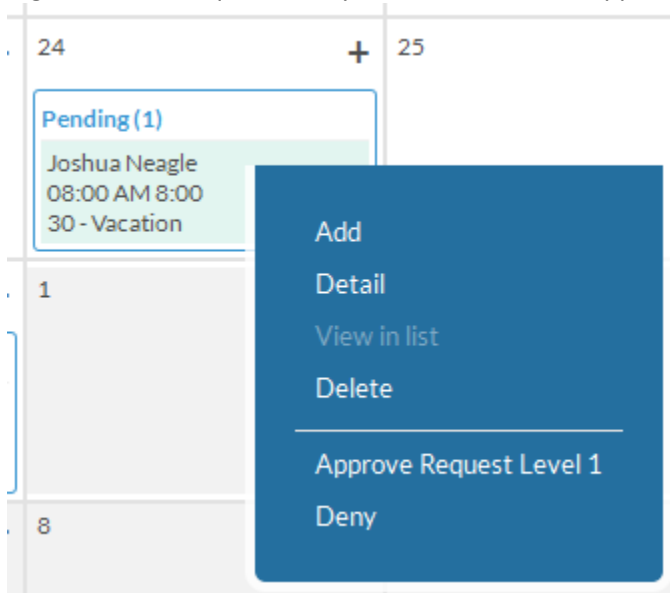 24 + 25
Pending (1)
Joshua Neagle
08:00 AM 8:00
30 - Vacation
Add
1
Detail
View in list
Delete
Approve Request Level 1
8
Deny